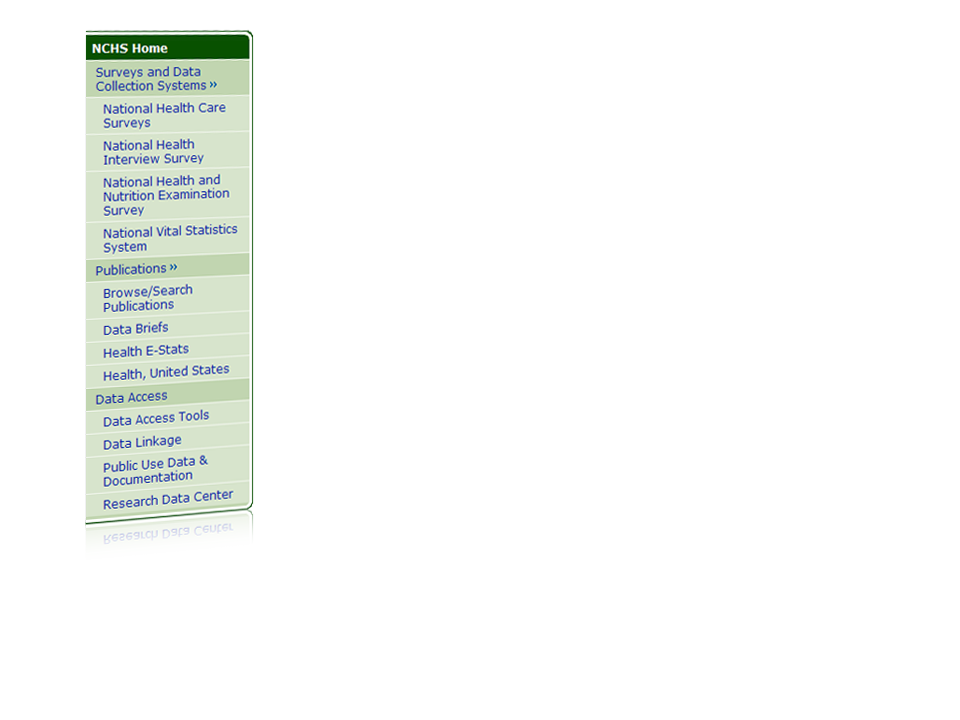 NCHS Home
Surveys and Data
Collection Systems »
National Health Care
Surveys
National Health
Interview Survey
National Health and
Nutrition Examination
Survey
National Vital Statistics
System
Publications »
Browse/Search
Publications
Data Briefs
Health E-Stats
Health, United States
Data Access
Data Access Tools
Data Linkage
Public Use Data &
Documentation
Research Data Center